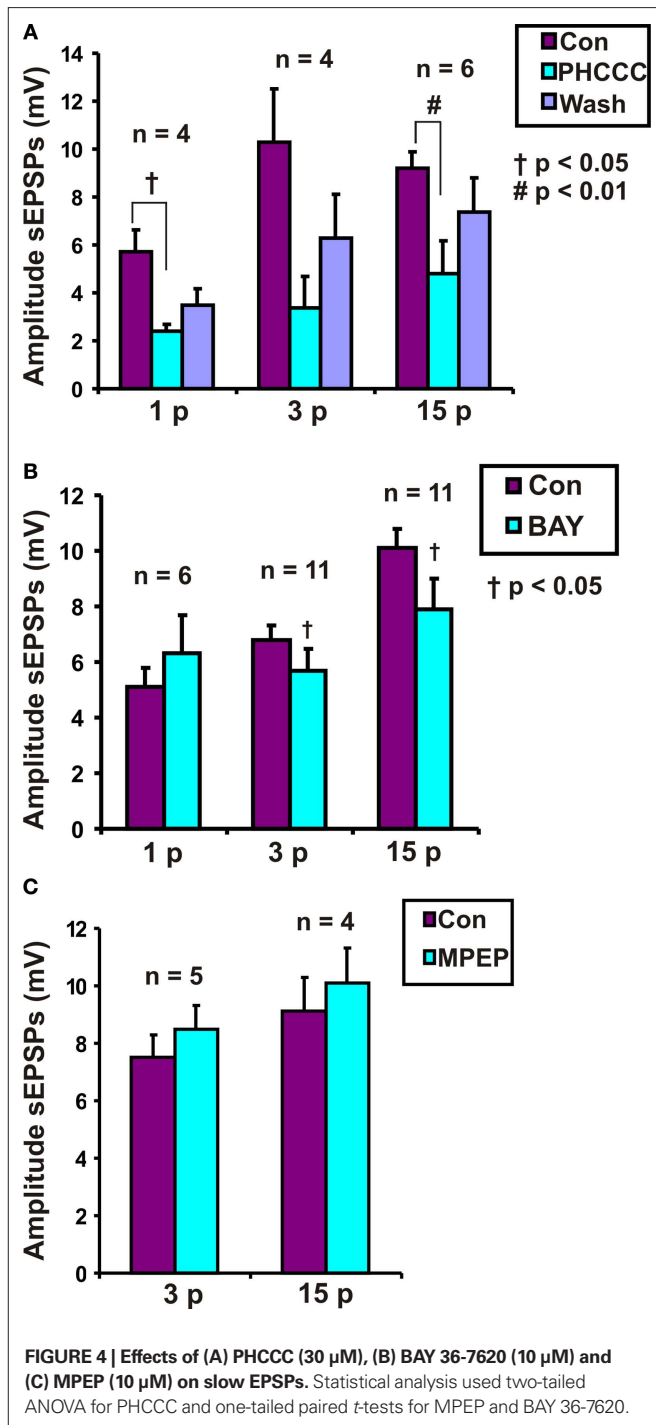 A
Amplitude sEPSPs (mV)
14
12
10
8
6
4
2
0
n = 4
n = 4
n = 6
†
#
1 p
3 p
15 p
Con
PHCCC
Wash
† p < 0.05
# p < 0.01
B
Amplitude sEPSPs (mV)
12
10
8
6
4
2
0
n = 6
n = 11
n = 11
†
†
1 p
3 p
15 p
Con
BAY
† p < 0.05
C
Amplitude sEPSPs (mV)
12
10
8
6
4
2
0
n = 5
n = 4
3 p
15 p
Con
MPEP
FIGURE 4 | Effects of (A) PHCCC (30 μM), (B) BAY 36-7620 (10 μM) and
(C) MPEP (10 μM) on slow EPSPs. Statistical analysis used two-tailed
ANOVA for PHCCC and one-tailed paired t-tests for MPEP and BAY 36-7620.